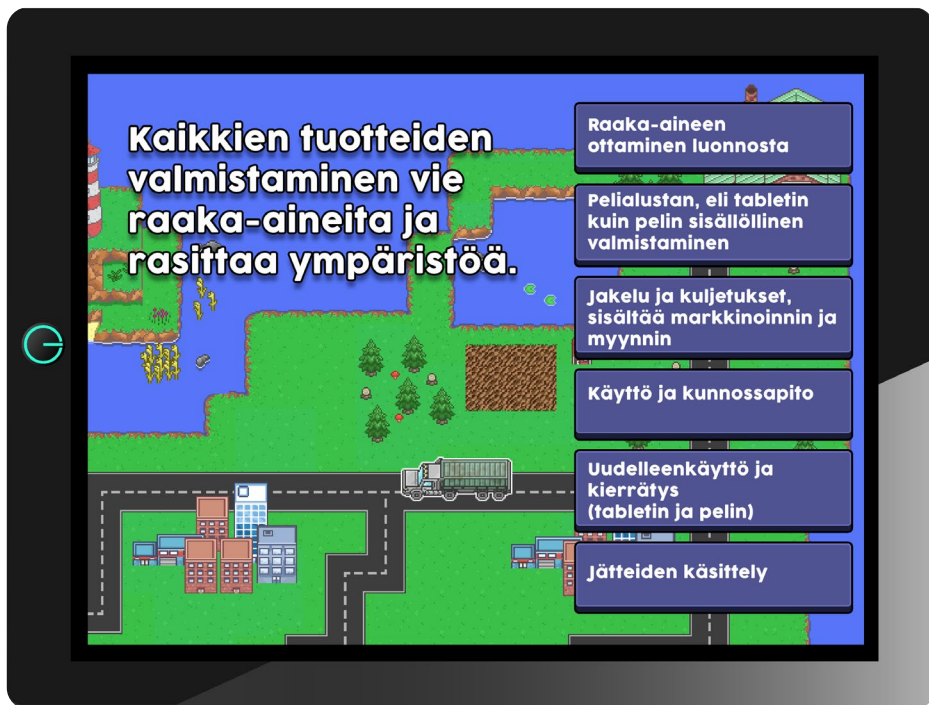 Kaikkien tuotteiden
valmistaminen vie
raaka-aineita ja
rasittaa ympäristöä.
Raaka-aineen
ottaminen luonnosta
Pelialustan, eli tabletin
kuin pelin sisällöllinen
valmistaminen
Jakelu ja kuljetukset,
sisältää markkinoinnin ja
myynnin
Käyttö ja kunnossapito
Uudelleenkäyttö ja
kierrätys
(tabletin ja pelin)
Jätteiden käsittely